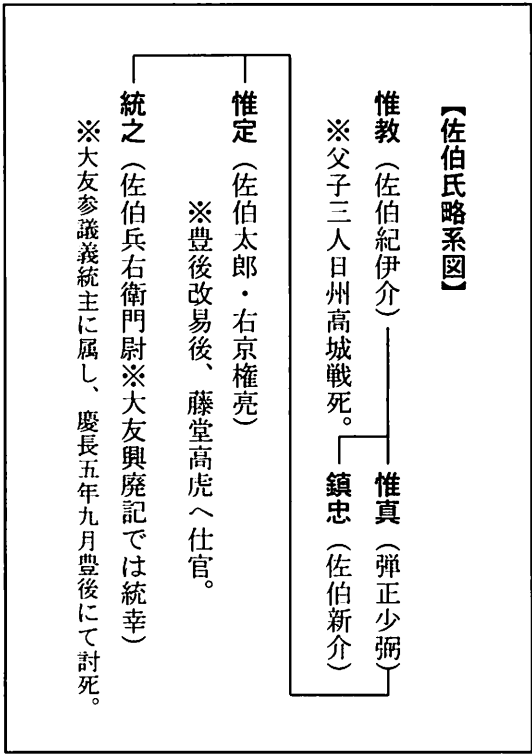 【佐伯氏略系図】
惟教(佐伯紀伊介)
惟真(弾正少弼)
※父子三人日州高城戦死。
鎮忠(佐伯新介)
惟定(佐伯太郎・右京権亮)
※豊後改易後、藤堂高虎へ仕官。
統之(佐伯兵右衛門尉※大友興廃記では統幸)
※大友参議義統主に属し、慶長五年九月豊後にて討死。